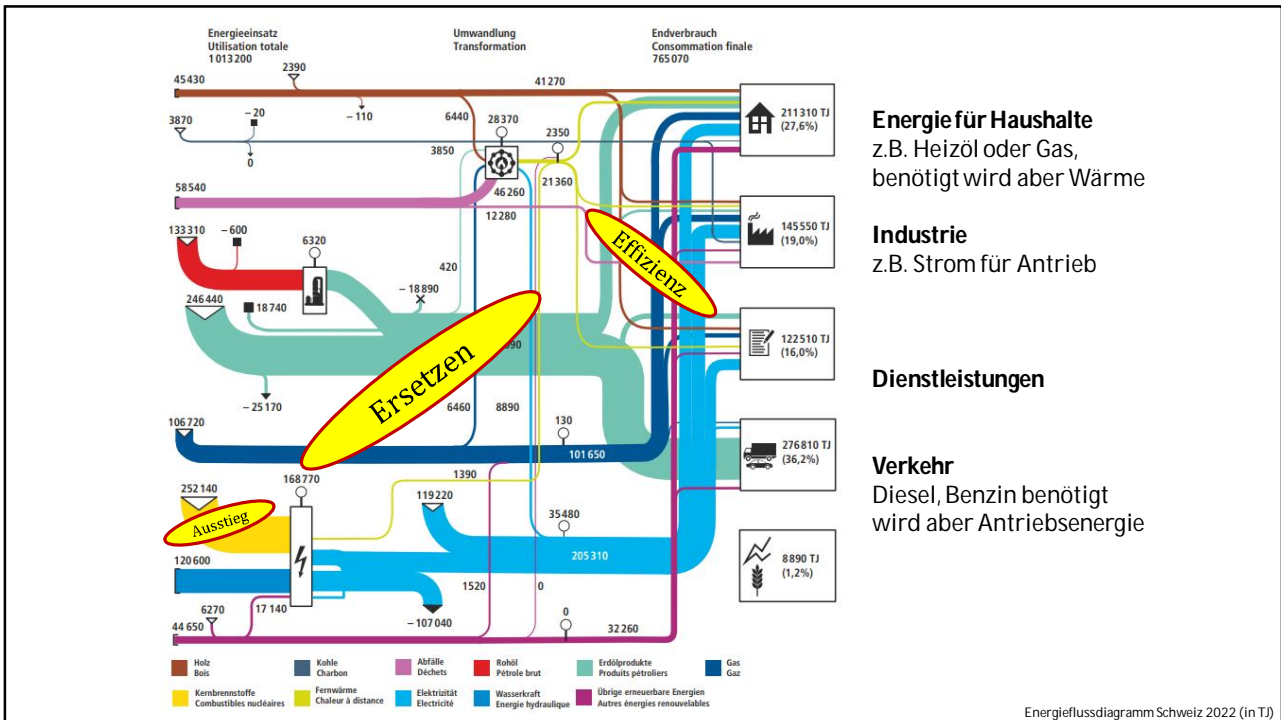 Energieeinsatz
Utilisation totale
1 013 200
Umwandlung
Transformation
Endverbrauch
Consommation finale
765 070
2390
45 430
41 270
– 20
– 110
6440
28 370
2350
3870
0
3850
211 310 TJ
(27,6%)
58 540
46 260
21 360
12 280
133 310
– 600
6320
Effizienz
145 550 TJ
(19,0%)
420
– 18 890
246 440
18 740
Ersetzen
122 510 TJ
(16,0%)
– 25 170
6460
8890
106 720
130
101 650
276 810 TJ
(36,2%)
1390
168 770
252 140
Ausstieg
119 220
35 480
205 310
8890 TJ
(1,2%)
120 600
1520
0
6270
17 140
– 107 040
0
44 650
32 260
Holz
Bois
Kohle
Charbon
Abfälle
Déchets
Rohöl
Pétrole brut
Erdölprodukte
Produits pétroliers
Gas
Gaz
Kernbrennstoffe
Combustibles nucléaires
Fernwärme
Chaleur à distance
Elektrizität
Electricité
Wasserkraft
Energie hydraulique
Übrige erneuerbare Energien
Autres énergies renouvelables
Energie für Haushalte
z.B. Heizöl oder Gas,
benötigt wird aber Wärme
Industrie
z.B. Strom für Antrieb
Dienstleistungen
Verkehr
Diesel, Benzin benötigt
wird aber Antriebsenergie
Energieflussdiagramm Schweiz 2022 (in TJ)